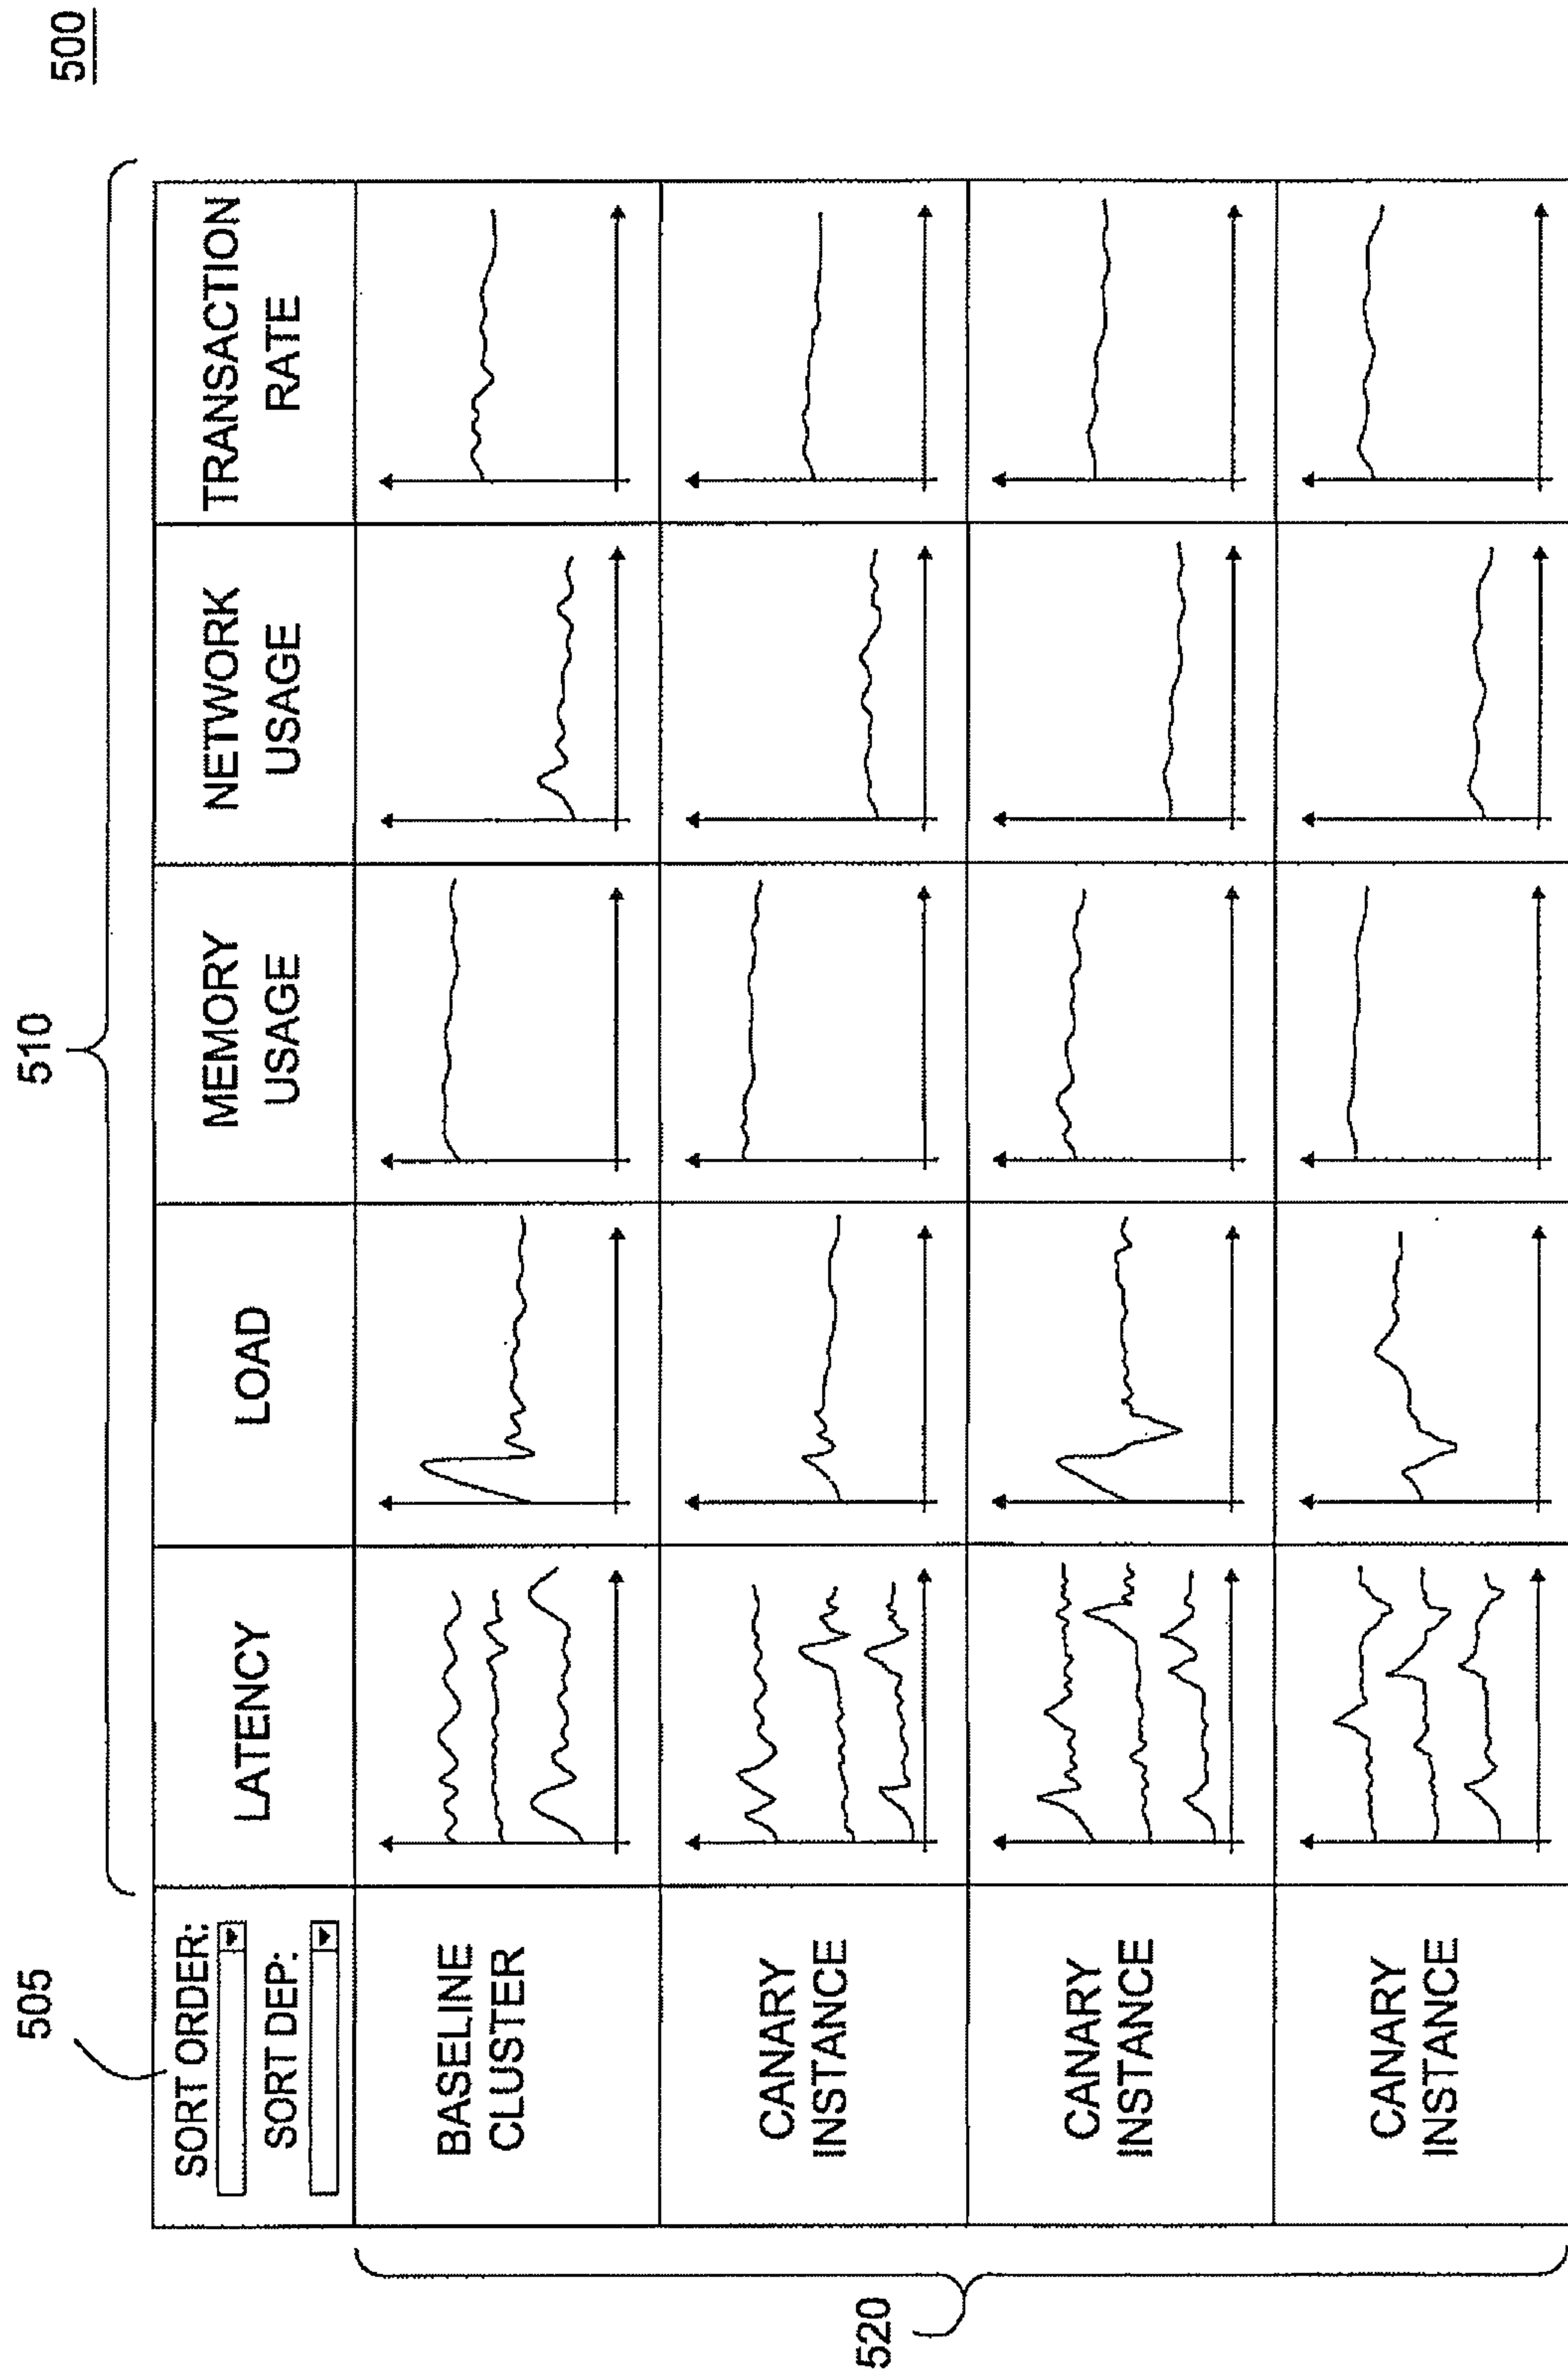 500
510
505
SORT ORDER:
SORT DEP:
LATENCY
LOAD
MEMORY
USAGE
NETWORK
USAGE
TRANSACTION
RATE
520
BASELINE
CLUSTER
CANARY
INSTANCE
CANARY
INSTANCE
CANARY
INSTANCE